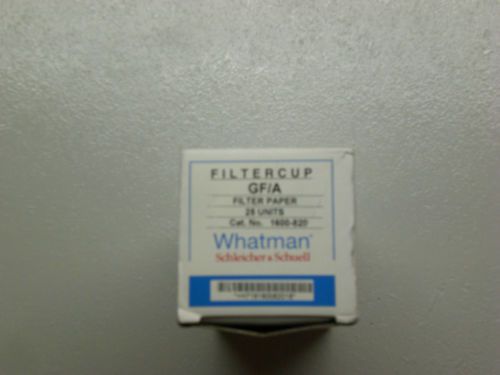 FILTERCUP
GF/A
FILTER PAPER
25 UNITS
Cat. No. 1600-820
Whatman®
Schleicher & Schuell